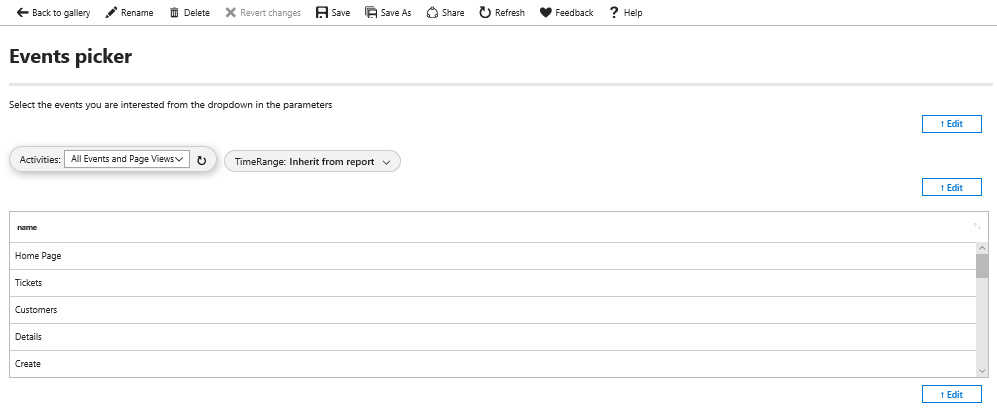 Back to gallery Rename Delete Revert changes Save Save As Share Refresh Feedback Help
Events picker
Select the events you are interested from the dropdown in the parameters
↑ Edit
Activities: All Events and Page Views TimeRange: Inherit from report
↑ Edit
name
Home Page
Tickets
Customers
Details
Create
↑ Edit